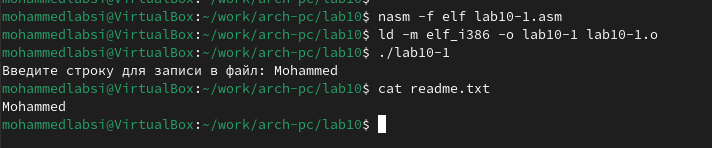 mohammedlabsi@VirtualBox:~/work/arch-pc/lab10$ nasm -f elf lab10-1.asm
mohammedlabsi@VirtualBox:~/work/arch-pc/lab10$ ld -m elf_i386 -o lab10-1 lab10-1.o
mohammedlabsi@VirtualBox:~/work/arch-pc/lab10$ ./lab10-1
Введите строку для записи в файл: Mohammed
mohammedlabsi@VirtualBox:~/work/arch-pc/lab10$ cat readme.txt
Mohammed
mohammedlabsi@VirtualBox:~/work/arch-pc/lab10$